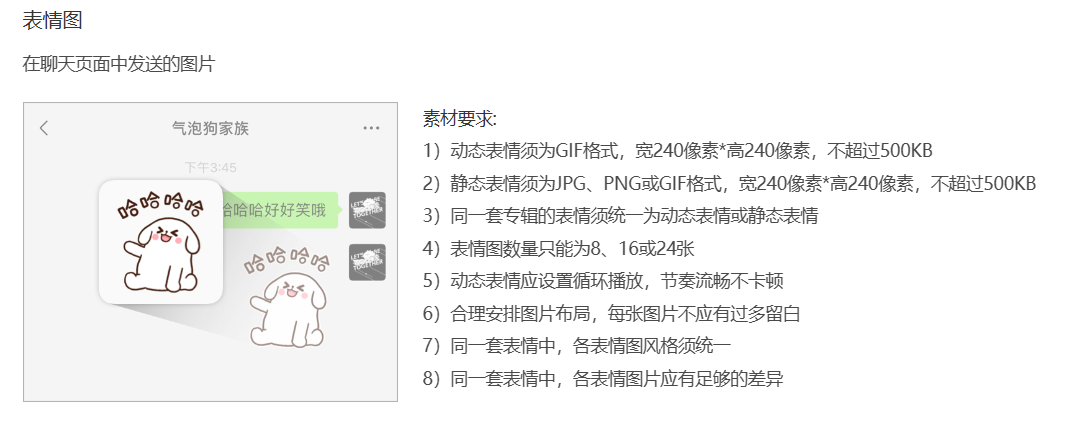 表情图
在聊天页面中发送的图片
气泡狗家族
下午3:45
哈哈哈哈
哈哈哈好好笑哦
哈哈哈哈
素材要求:
1）动态表情须为GIF格式，宽240像素*高240像素，不超过500KB
2）静态表情须为JPG、PNG或GIF格式，宽240像素*高240像素，不超过500KB
3）同一套专辑的表情须统一为动态表情或静态表情
4）表情图数量只能为8、16或24张
5）动态表情应设置循环播放，节奏流畅不卡顿
6）合理安排图片布局，每张图片不应有过多留白
7）同一套表情中，各表情图风格须统一
8）同一套表情中，各表情图片应有足够的差异